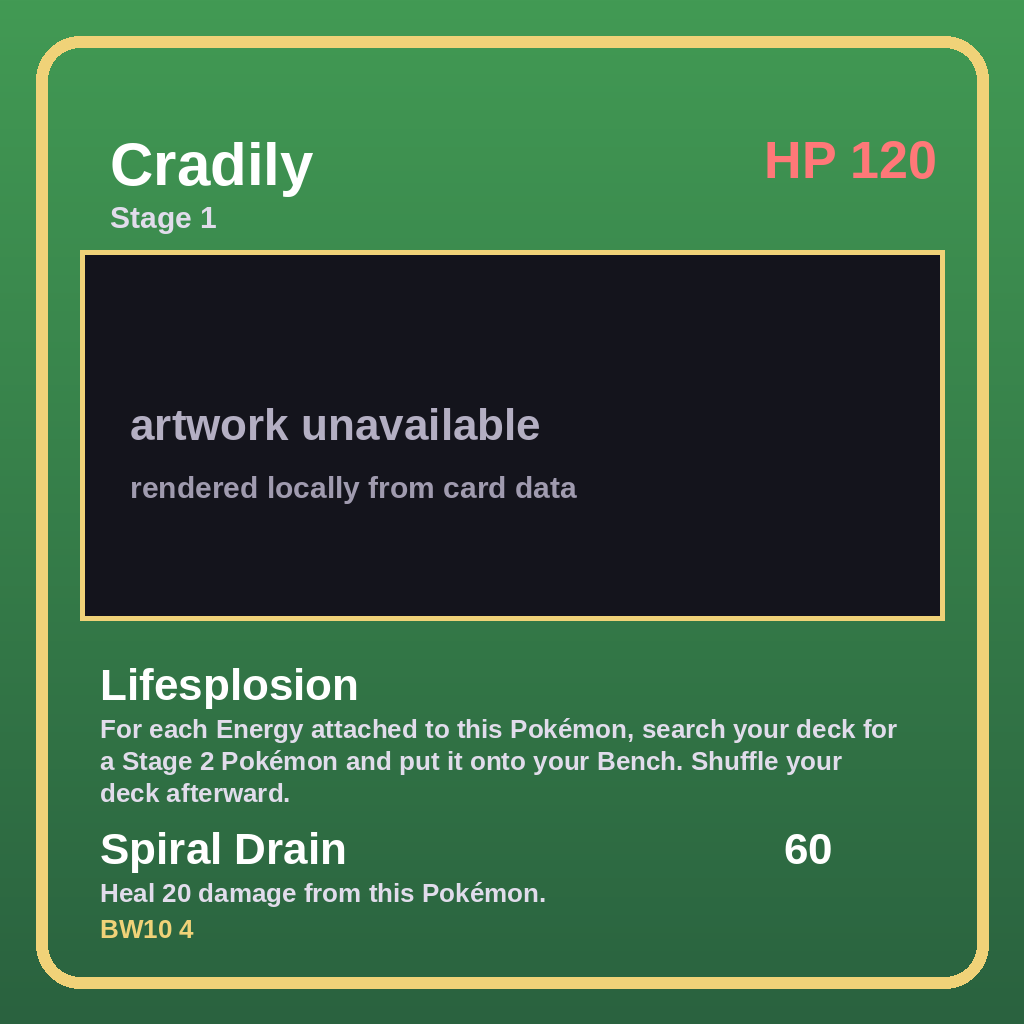 Cradily
HP 120
Stage 1
artwork unavailable
rendered locally from card data
Lifesplosion
For each Energy attached to this Pokémon, search your deck for
a Stage 2 Pokémon and put it onto your Bench. Shuffle your
deck afterward.
Spiral Drain 60
Heal 20 damage from this Pokémon.
BW10 4